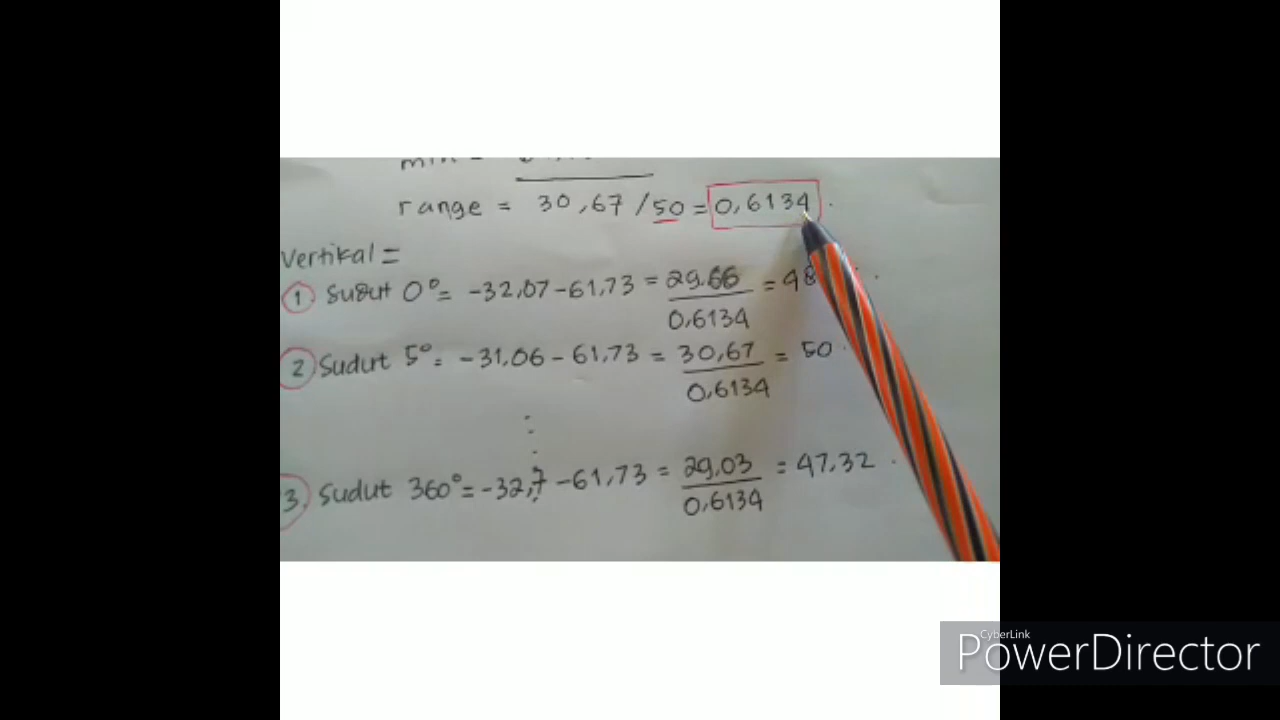 range = 30,67 / 50 = 0,6134 .
Vertikal =
1 Sudut 0° = -32,07 - 61,73 = 29.66 / 0,6134 =
2 Sudut 5° = -31,06 - 61,73 = 30,67 / 0,6134 = 50 .
:
:
3. Sudut 360° = -32,7 - 61,73 = 29,03 / 0,6134 = 47,32 .
CyberLink
PowerDirector